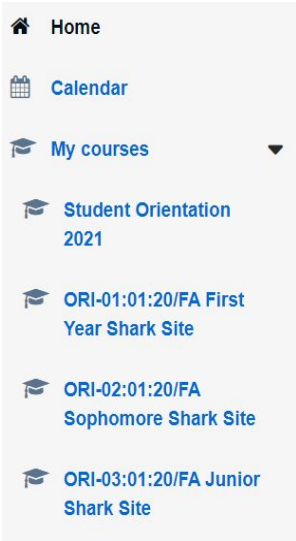 Home
Calendar
My courses
Student Orientation
2021
ORI-01:01:20/FA First
Year Shark Site
ORI-02:01:20/FA
Sophomore Shark Site
ORI-03:01:20/FA Junior
Shark Site